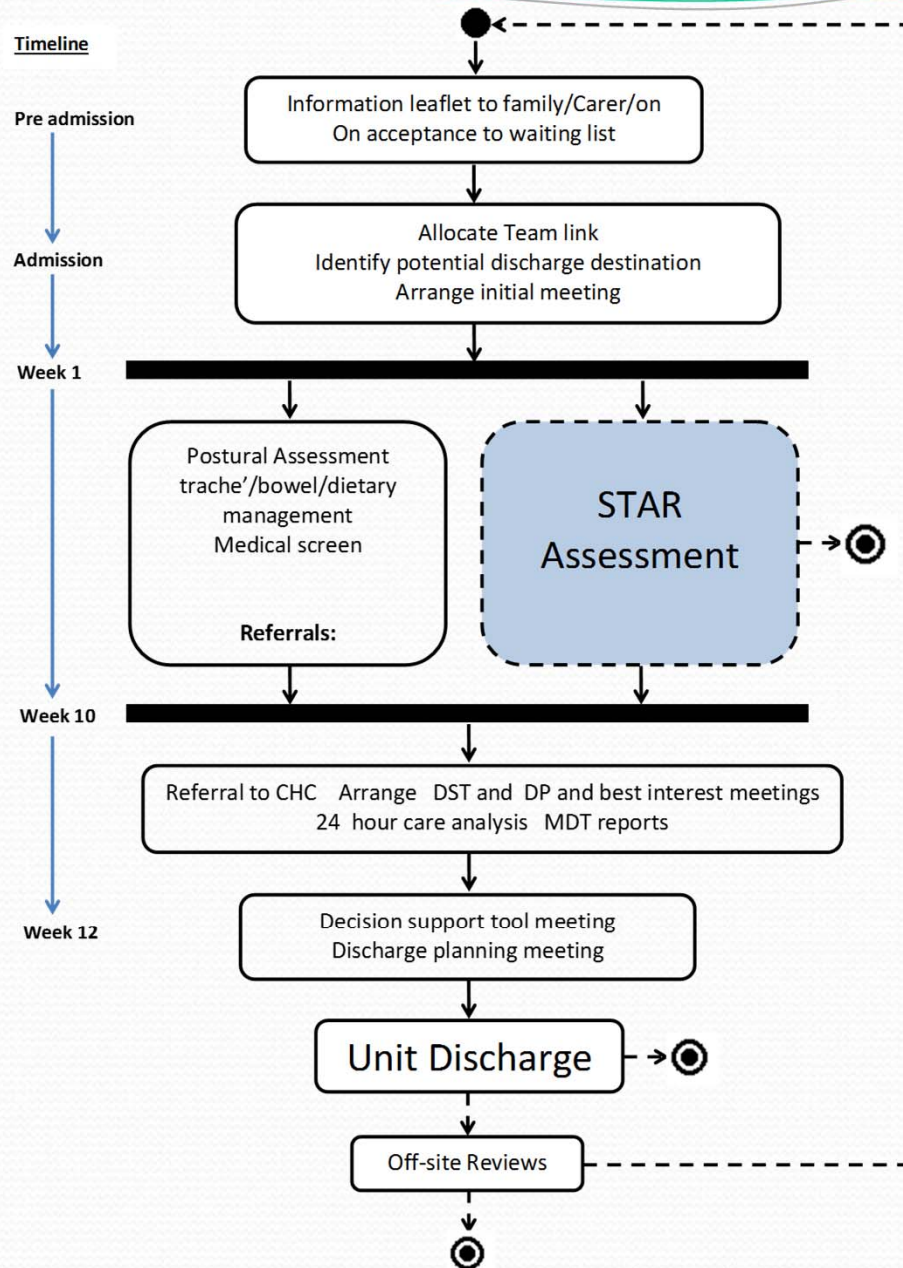 Timeline
Pre admission
Information leaflet to family/Carer/on
On acceptance to waiting list
Admission
Allocate Team link
Identify potential discharge destination
Arrange initial meeting
Week 1
Postural Assessment
trache’/bowel/dietary
management
Medical screen
Referrals:
STAR
Assessment
Week 10
Referral to CHC Arrange DST and DP and best interest meetings
24 hour care analysis MDT reports
Week 12
Decision support tool meeting
Discharge planning meeting
Unit Discharge
Off-site Reviews